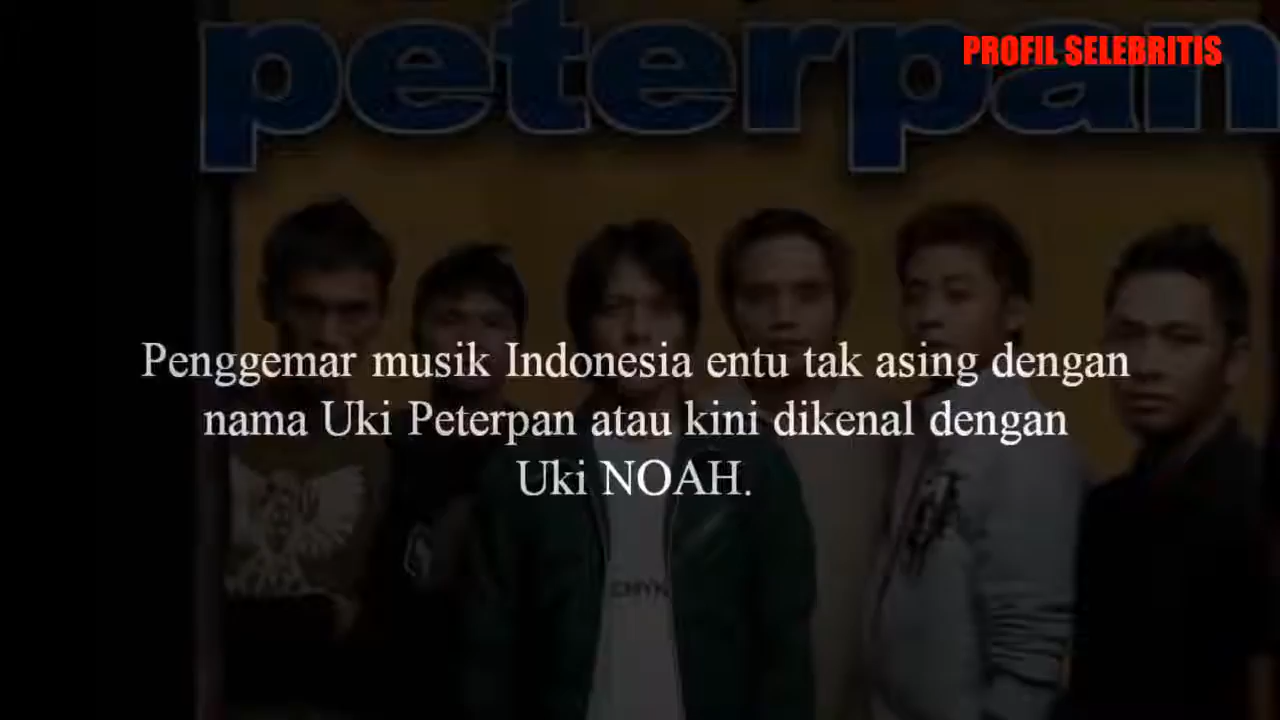 peterpan
PROFIL SELEBRITIS
Penggemar musik Indonesia entu tak asing dengan
nama Uki Peterpan atau kini dikenal dengan
Uki NOAH.